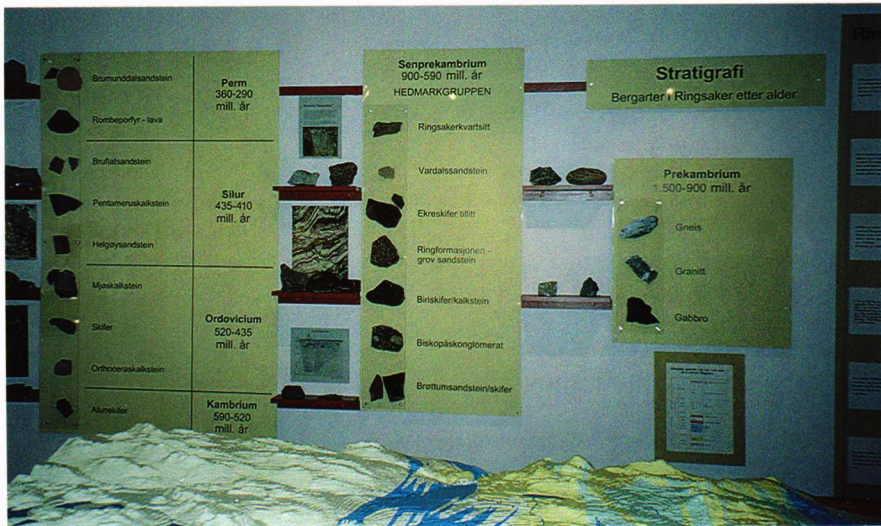 Brumunddalsandstein
Rombeporfyr - lava
Bruflatsandstein
Pentameruskalkstein
Helgøysandstein
Mjøskalkstein
Skifer
Orthoceraskalkstein
Alunskifer
Perm
360-290
mill. år
Silur
435-410
mill. år
Ordovicium
520-435
mill. år
Kambrium
590-520
mill. år
Senprekambrium
900-590 mill. år
HEDMARKGRUPPEN
Ringsakerkvartsitt
Vardalssandstein
Ekreskifer, tillitt
Ringformasjonen -
grov sandstein
Biriskifer/kalkstein
Biskopåskonglomerat
Brøttumsandstein/skifer
Stratigrafi
Bergarter i Ringsaker etter alder
Prekambrium
1.500-900 mill. år
Gneis
Granitt
Gabbro